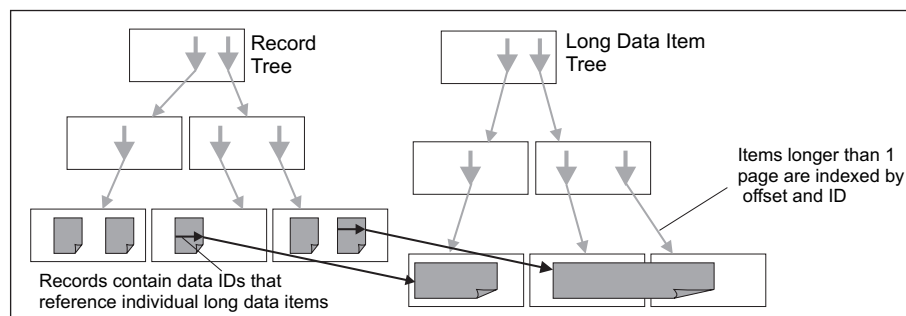 Record
Tree
Long Data Item
Tree
Items longer than 1
page are indexed by
offset and ID
Records contain data IDs that
reference individual long data items